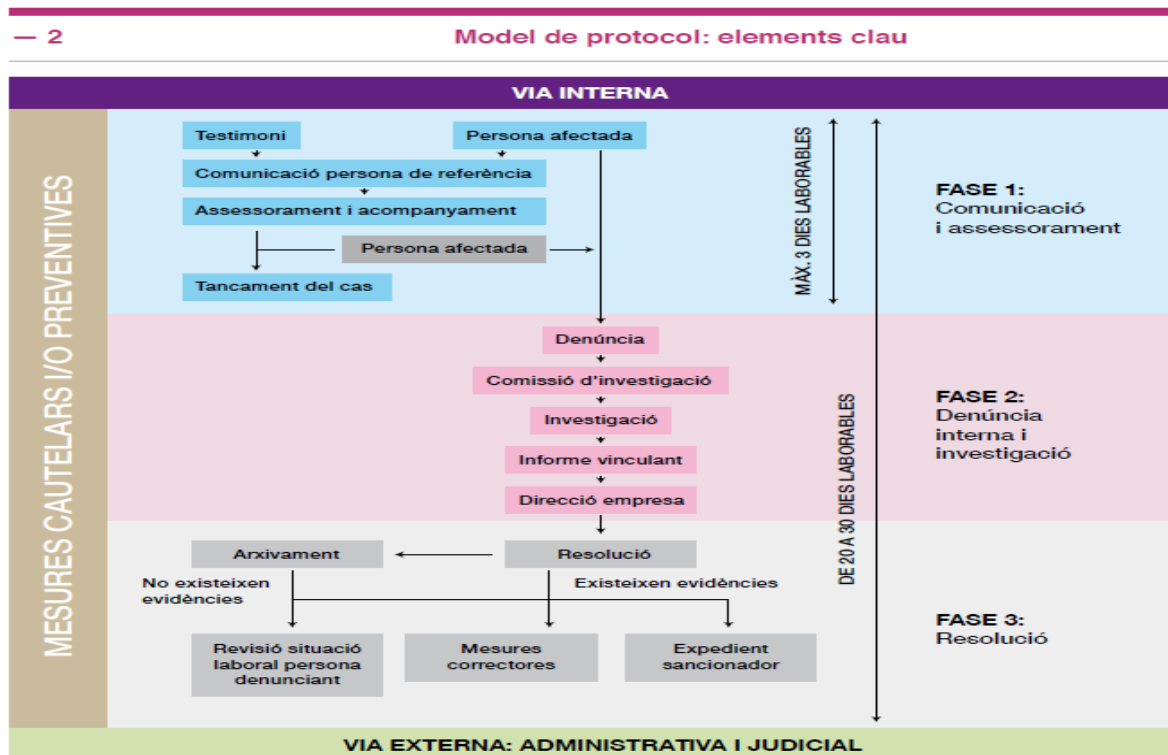 — 2
Model de protocol: elements clau
VIA INTERNA
MESURES CAUTELARS I/O PREVENTIVES
Testimoni
Persona afectada
Comunicació persona de referència
Assessorament i acompanyament
Persona afectada
Tancament del cas
MÀX. 3 DIES LABORABLES
FASE 1:
Comunicació
i assessorament
Denúncia
Comissió d'investigació
Investigació
Informe vinculant
Direcció empresa
DE 20 A 30 DIES LABORABLES
FASE 2:
Denúncia
interna i
investigació
Arxivament
Resolució
No existeixen
evidències
Existeixen evidències
Revisió situació
laboral persona
denunciant
Mesures
correctores
Expedient
sancionador
FASE 3:
Resolució
VIA EXTERNA: ADMINISTRATIVA I JUDICIAL